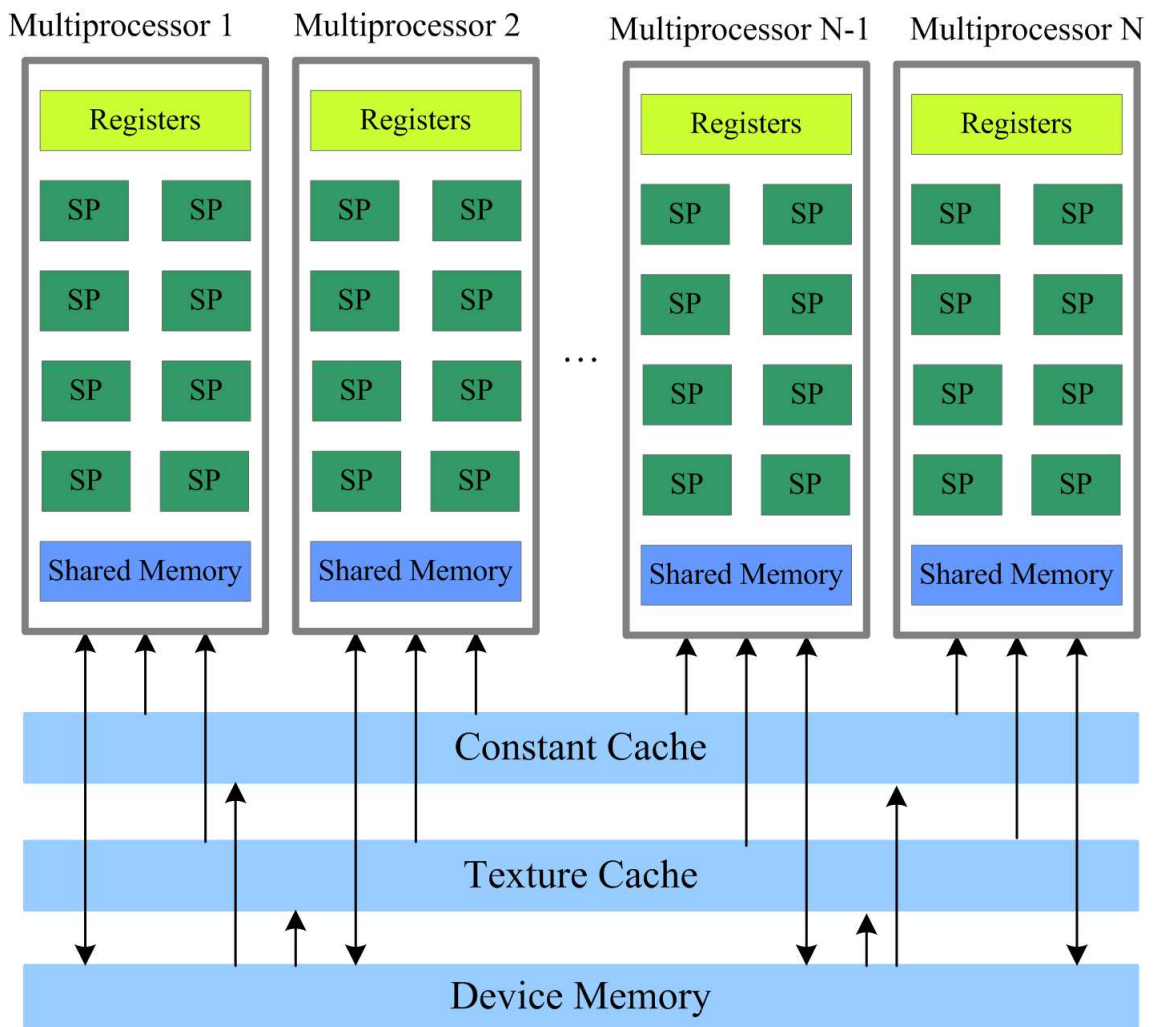 Multiprocessor 1 Multiprocessor 2 Multiprocessor N-1 Multiprocessor N
Registers Registers Registers Registers
SP SP SP SP SP SP SP SP
SP SP SP SP SP SP SP SP
...
SP SP SP SP SP SP SP SP
SP SP SP SP SP SP SP SP
Shared Memory Shared Memory Shared Memory Shared Memory
Constant Cache
Texture Cache
Device Memory